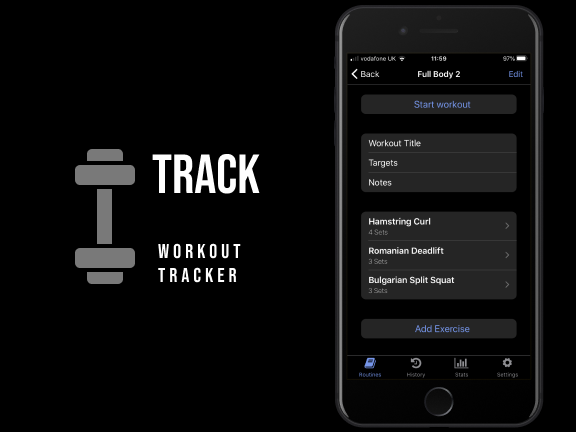 TRACK
WORKOUT
TRACKER
vodafone UK 11:59 97%
Back Full Body 2 Edit
Start workout
Workout Title
Targets
Notes
Hamstring Curl
4 Sets
Romanian Deadlift
3 Sets
Bulgarian Split Squat
3 Sets
Add Exercise
Routines History Stats Settings